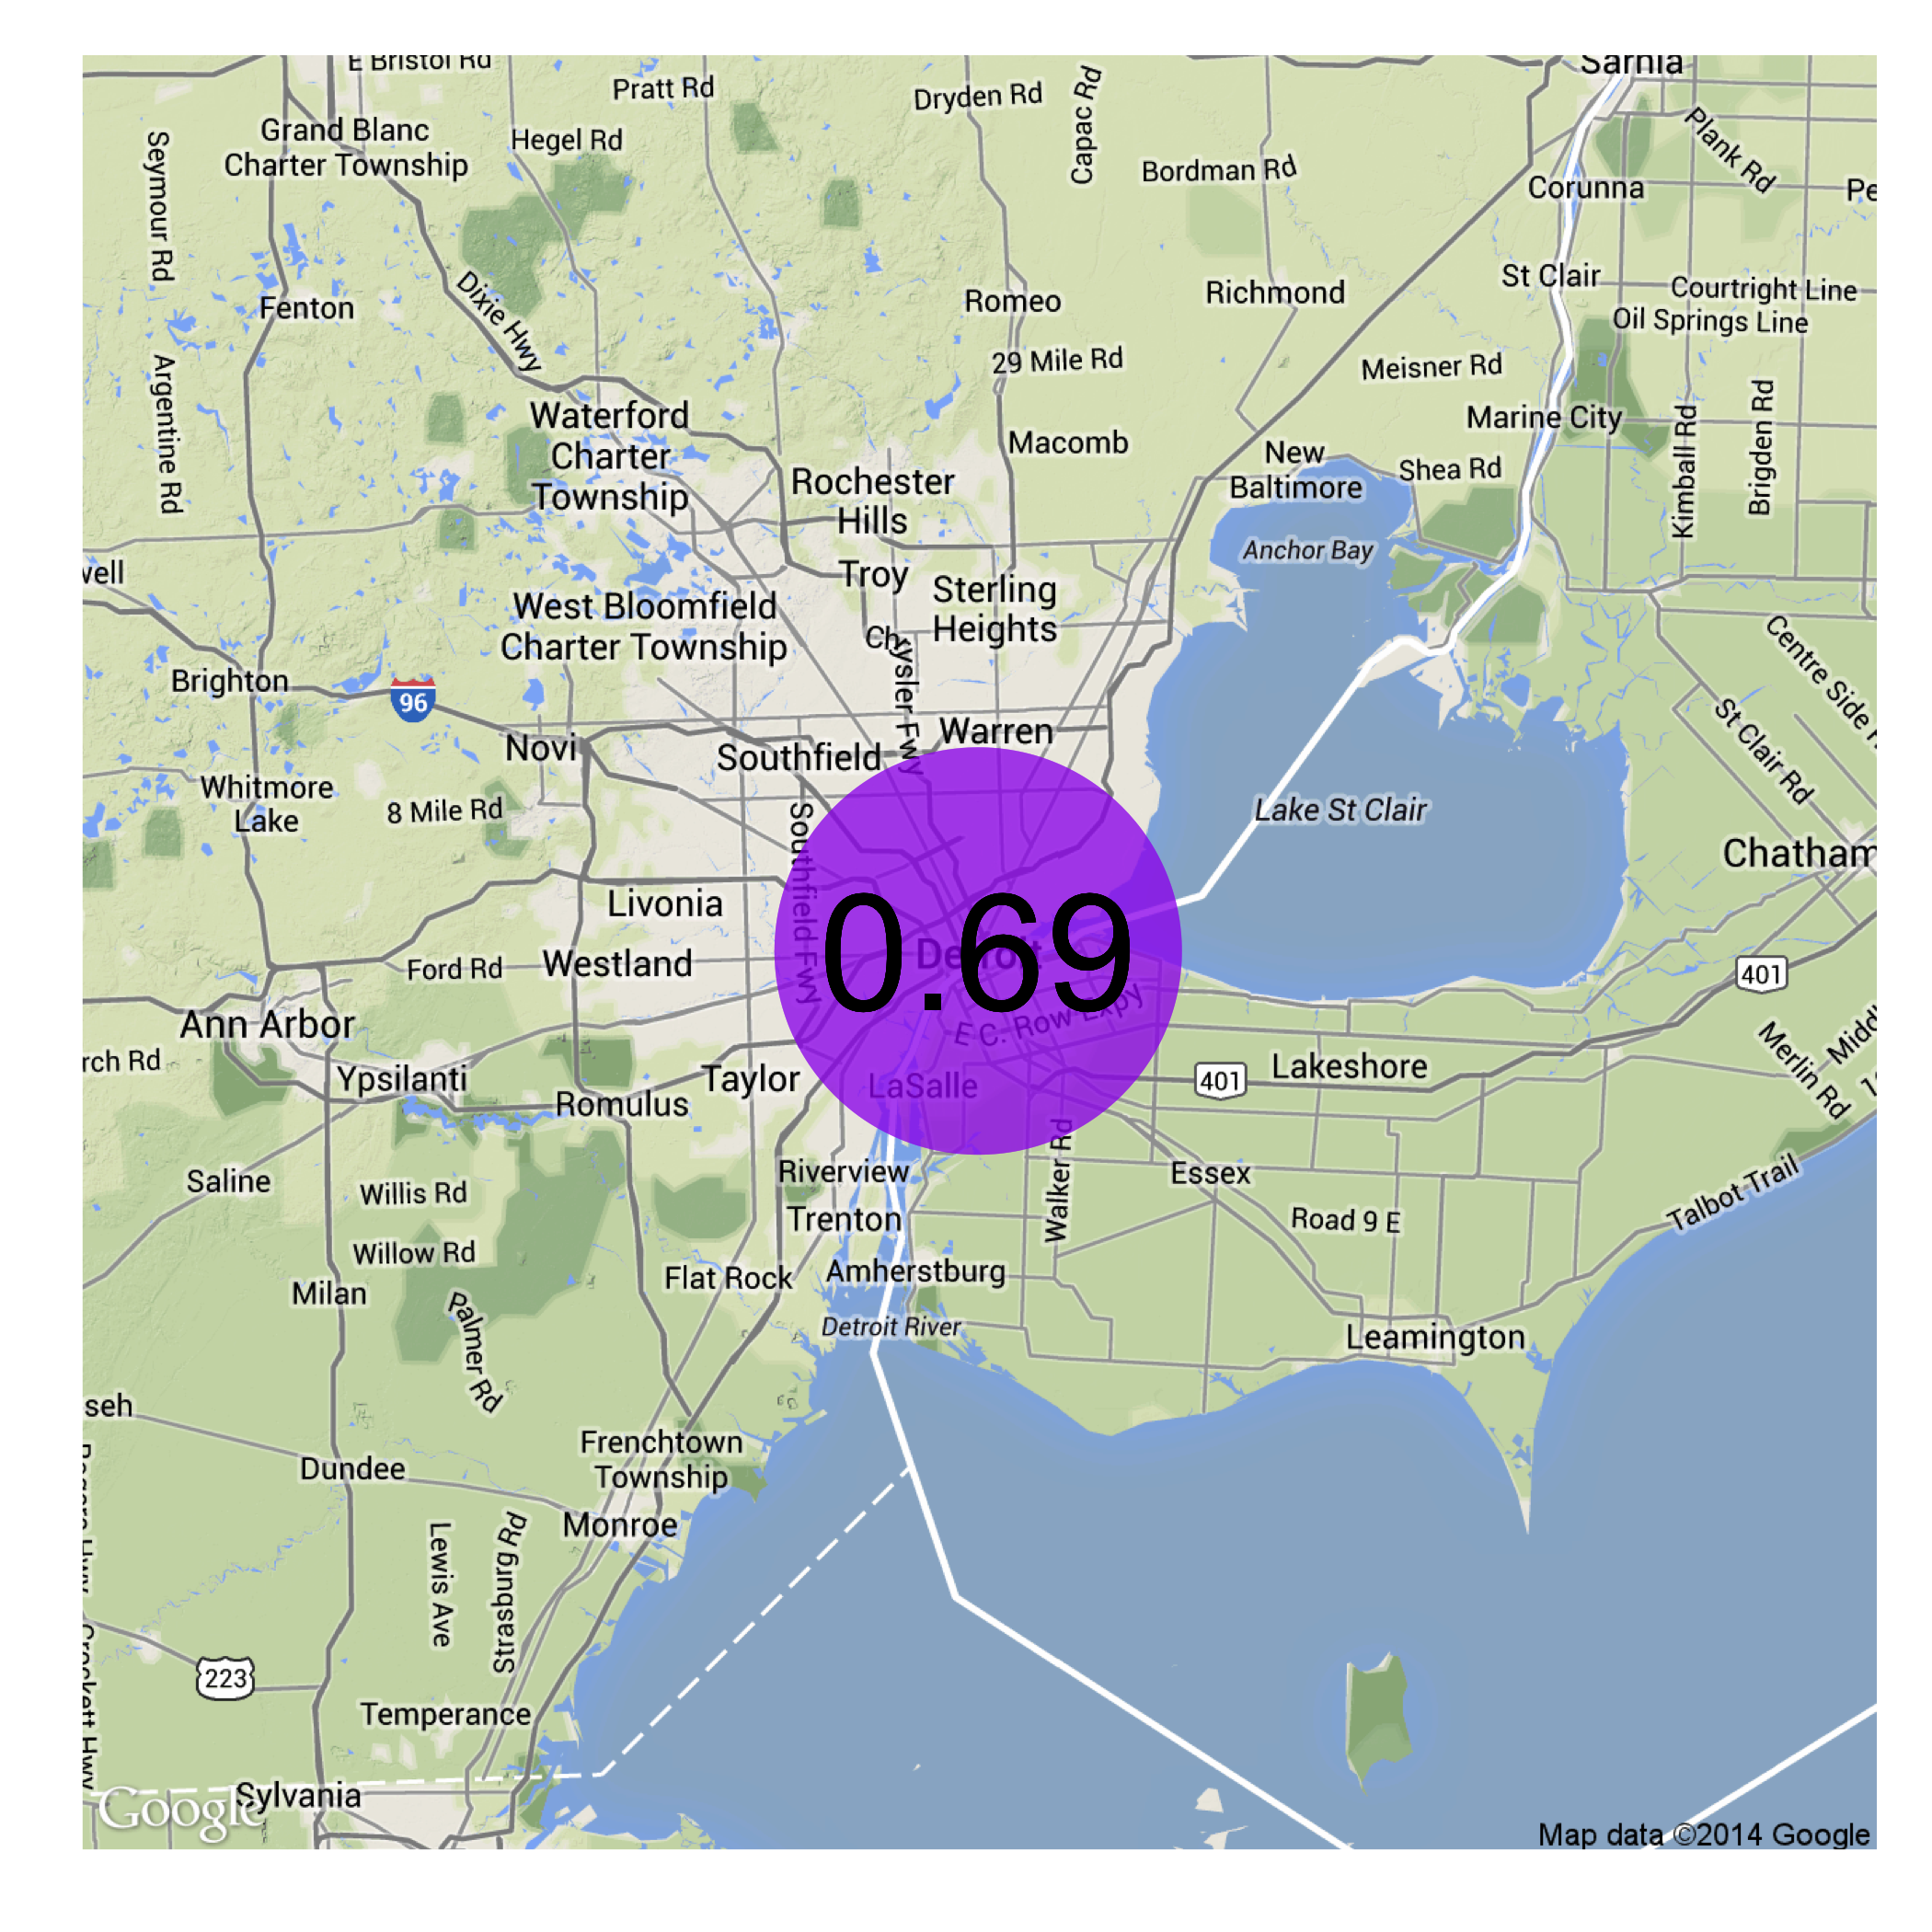 E Bristol Rd
Sarnia
Pratt Rd
Dryden Rd
Capac Rd
Plank Rd
Grand Blanc
Charter Township
Hegel Rd
Seymour Rd
Bordman Rd
Corunna
Pe
St Clair
Courtright Line
Richmond
Romeo
Fenton
Dixie Hwy
Oil Springs Line
29 Mile Rd
Meisner Rd
Argentine Rd
Waterford
Charter
Township
Marine City
Kimball Rd
Brigden Rd
Macomb
New
Baltimore
Shea Rd
Rochester
Hills
Anchor Bay
vell
Troy
Sterling
Heights
West Bloomfield
Charter Township
Chrysler Fwy
Centre Side
Brighton
96
St Clair Rd
Warren
Novi
Southfield
Whitmore
Lake
8 Mile Rd
Southfield Fwy
Lake St Clair
Chatham
Livonia
0.69
Detroit
Ford Rd
Westland
401
Ann Arbor
E C. Row Expy
Middl
Merlin Rd
rch Rd
Ypsilanti
Taylor
LaSalle
401
Lakeshore
Romulus
Walker Rd
Saline
Willis Rd
Riverview
Essex
Talbot Trail
Trenton
Road 9 E
Willow Rd
Flat Rock
Amherstburg
Milan
Palmer Rd
Detroit River
Leamington
seh
Frenchtown
Township
Dundee
Monroe
Lewis Ave
Strasburg Rd
Crockett Hwy
223
Temperance
Sylvania
Google
Map data ©2014 Google